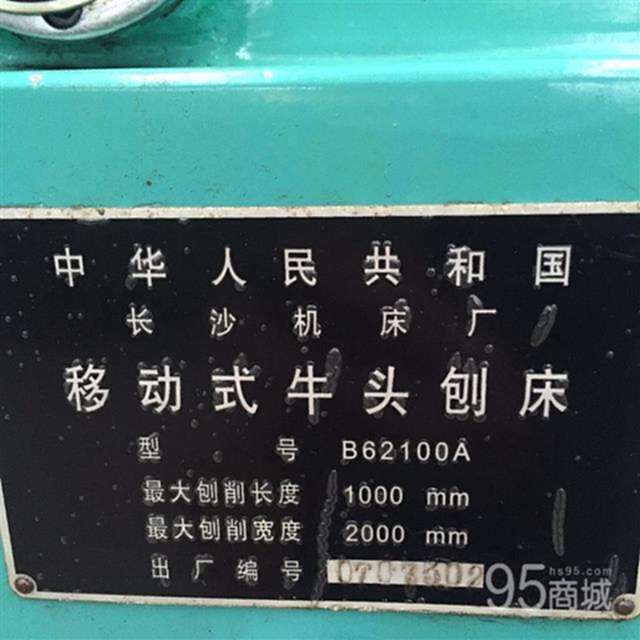 中华人民共和国
长沙机床厂
移动式牛头刨床
型号 B62100A
最大刨削长度 1000 mm
最大刨削宽度 2000 mm
出厂编号
95商城
hs95.com